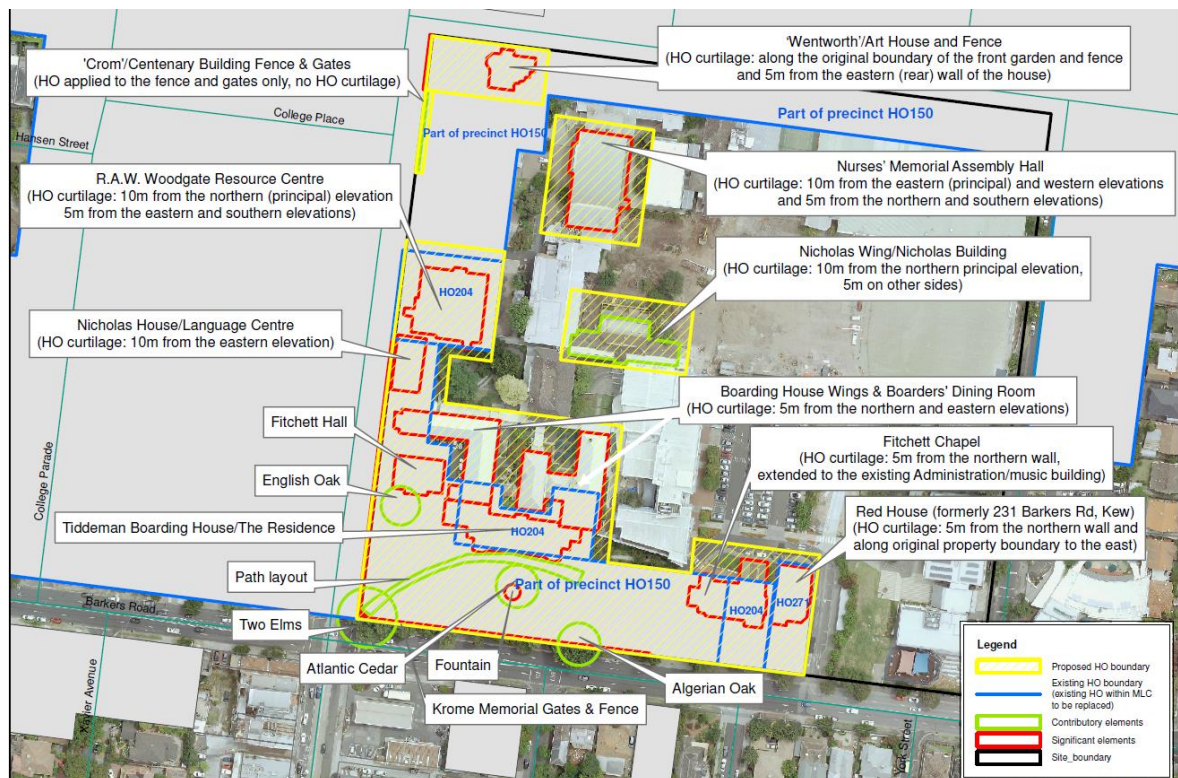 'Wentworth'/Art House and Fence
(HO curtilage: along the original boundary of the front garden and fence
and 5m from the eastern (rear) wall of the house)
'Crom'/Centenary Building Fence & Gates
(HO applied to the fence and gates only, no HO curtilage)
College Place
Part of precinct HO150
Part of precinct HO150
Hansen Street
R.A.W. Woodgate Resource Centre
(HO curtilage: 10m from the northern (principal) elevation
5m from the eastern and southern elevations)
Nurses' Memorial Assembly Hall
(HO curtilage: 10m from the eastern (principal) and western elevations
and 5m from the northern and southern elevations)
Nicholas Wing/Nicholas Building
(HO curtilage: 10m from the northern principal elevation,
5m on other sides)
HO204
Nicholas House/Language Centre
(HO curtilage: 10m from the eastern elevation)
Boarding House Wings & Boarders' Dining Room
(HO curtilage: 5m from the northern and eastern elevations)
Fitchett Hall
Fitchett Chapel
(HO curtilage: 5m from the northern wall,
extended to the existing Administration/music building)
English Oak
College Parade
Red House (formerly 231 Barkers Rd, Kew)
(HO curtilage: 5m from the northern wall and
along original property boundary to the east)
Tiddeman Boarding House/The Residence
HO204
Path layout
Part of precinct HO150
HO204
HO271
Barkers Road
Two Elms
Atlantic Cedar
Fountain
Algerian Oak
Krome Memorial Gates & Fence
Xavier Avenue
Street
Legend
Proposed HO boundary
Existing HO boundary
(existing HO within MLC
to be replaced)
Contributory elements
Significant elements
Site_boundary